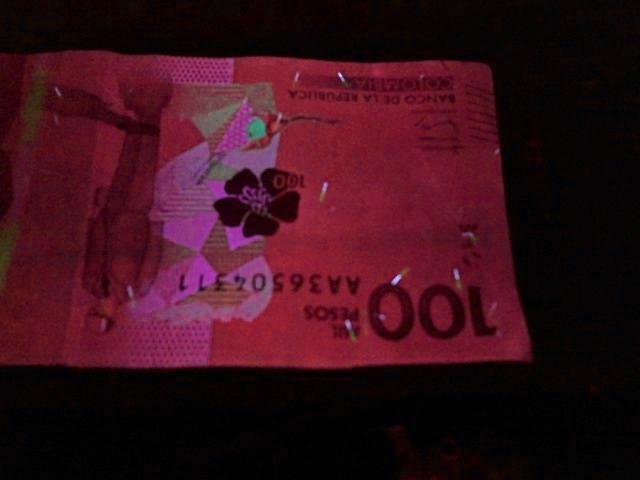 100 MIL
PESOS
AA36504311
100
BANCO DE LA REPÚBLICA
COLOMBIA